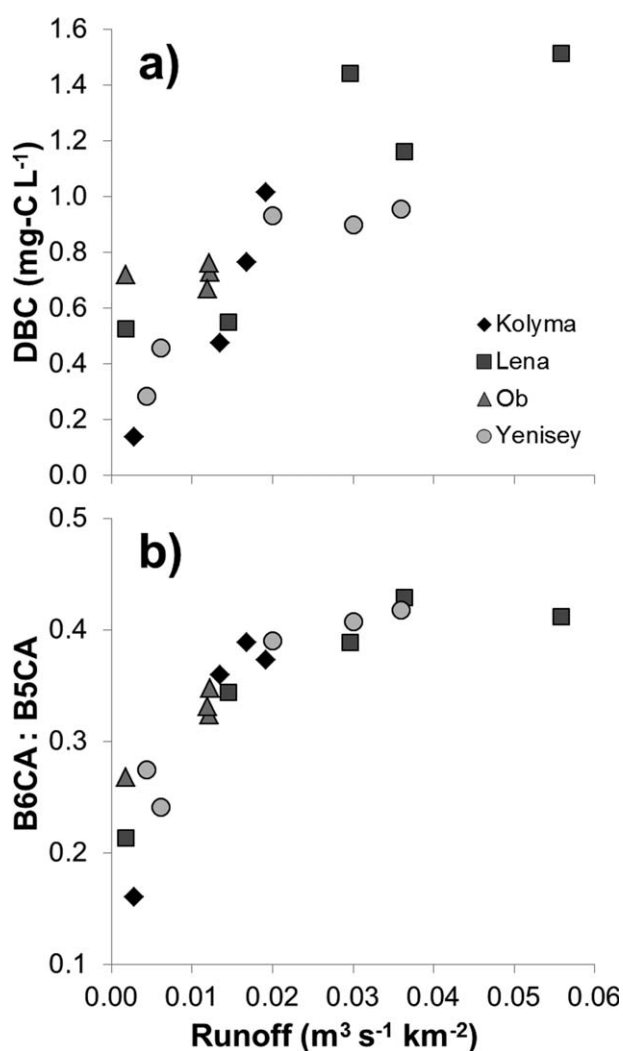 a)
1.6
1.4
1.2
1.0
0.8
0.6
0.4
0.2
0.0
DBC (mg-C L⁻¹)
Kolyma
Lena
Ob
Yenisey
b)
0.5
0.4
0.3
0.2
0.1
B6CA : B5CA
0.00 0.01 0.02 0.03 0.04 0.05 0.06
Runoff (m³ s⁻¹ km⁻²)